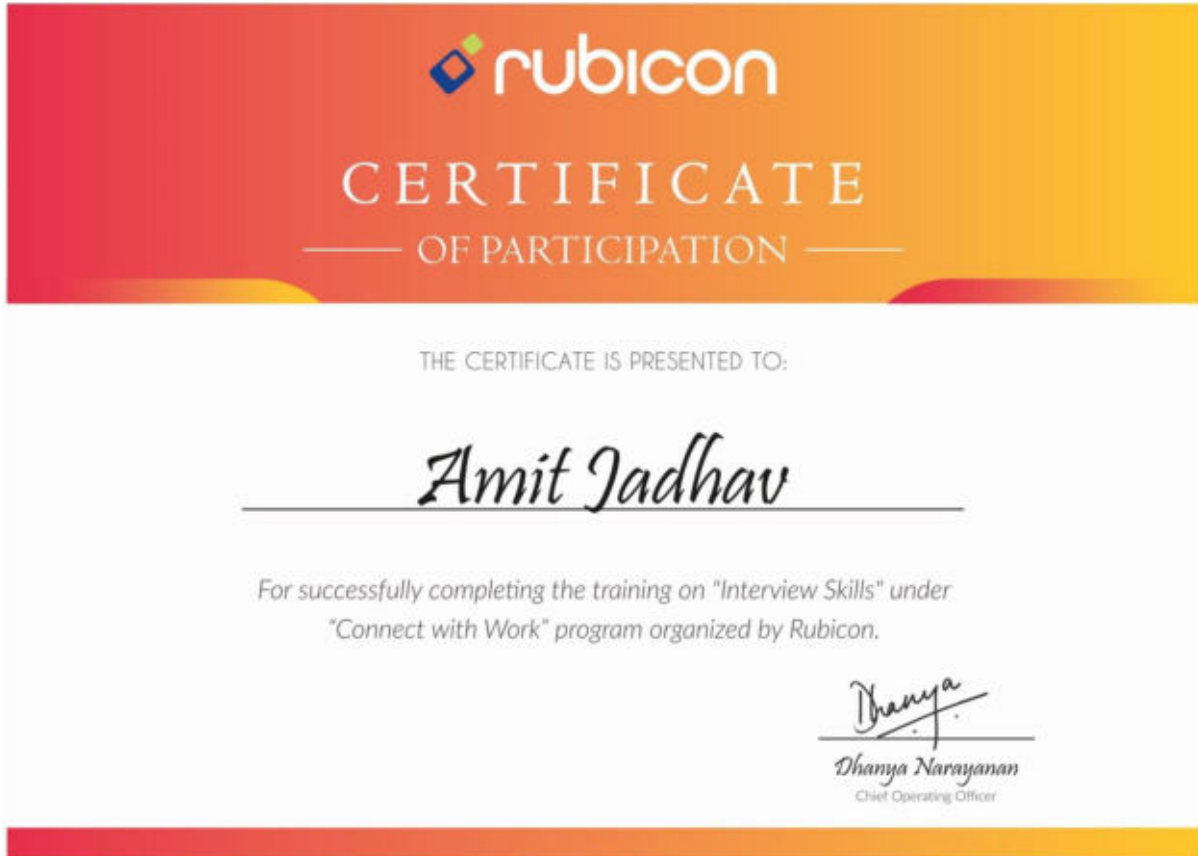 rubicon
CERTIFICATE
OF PARTICIPATION
THE CERTIFICATE IS PRESENTED TO:
Amit Jadhav
For successfully completing the training on "Interview Skills" under
"Connect with Work" program organized by Rubicon.
Dhanya
Dhanya Narayanan
Chief Operating Officer